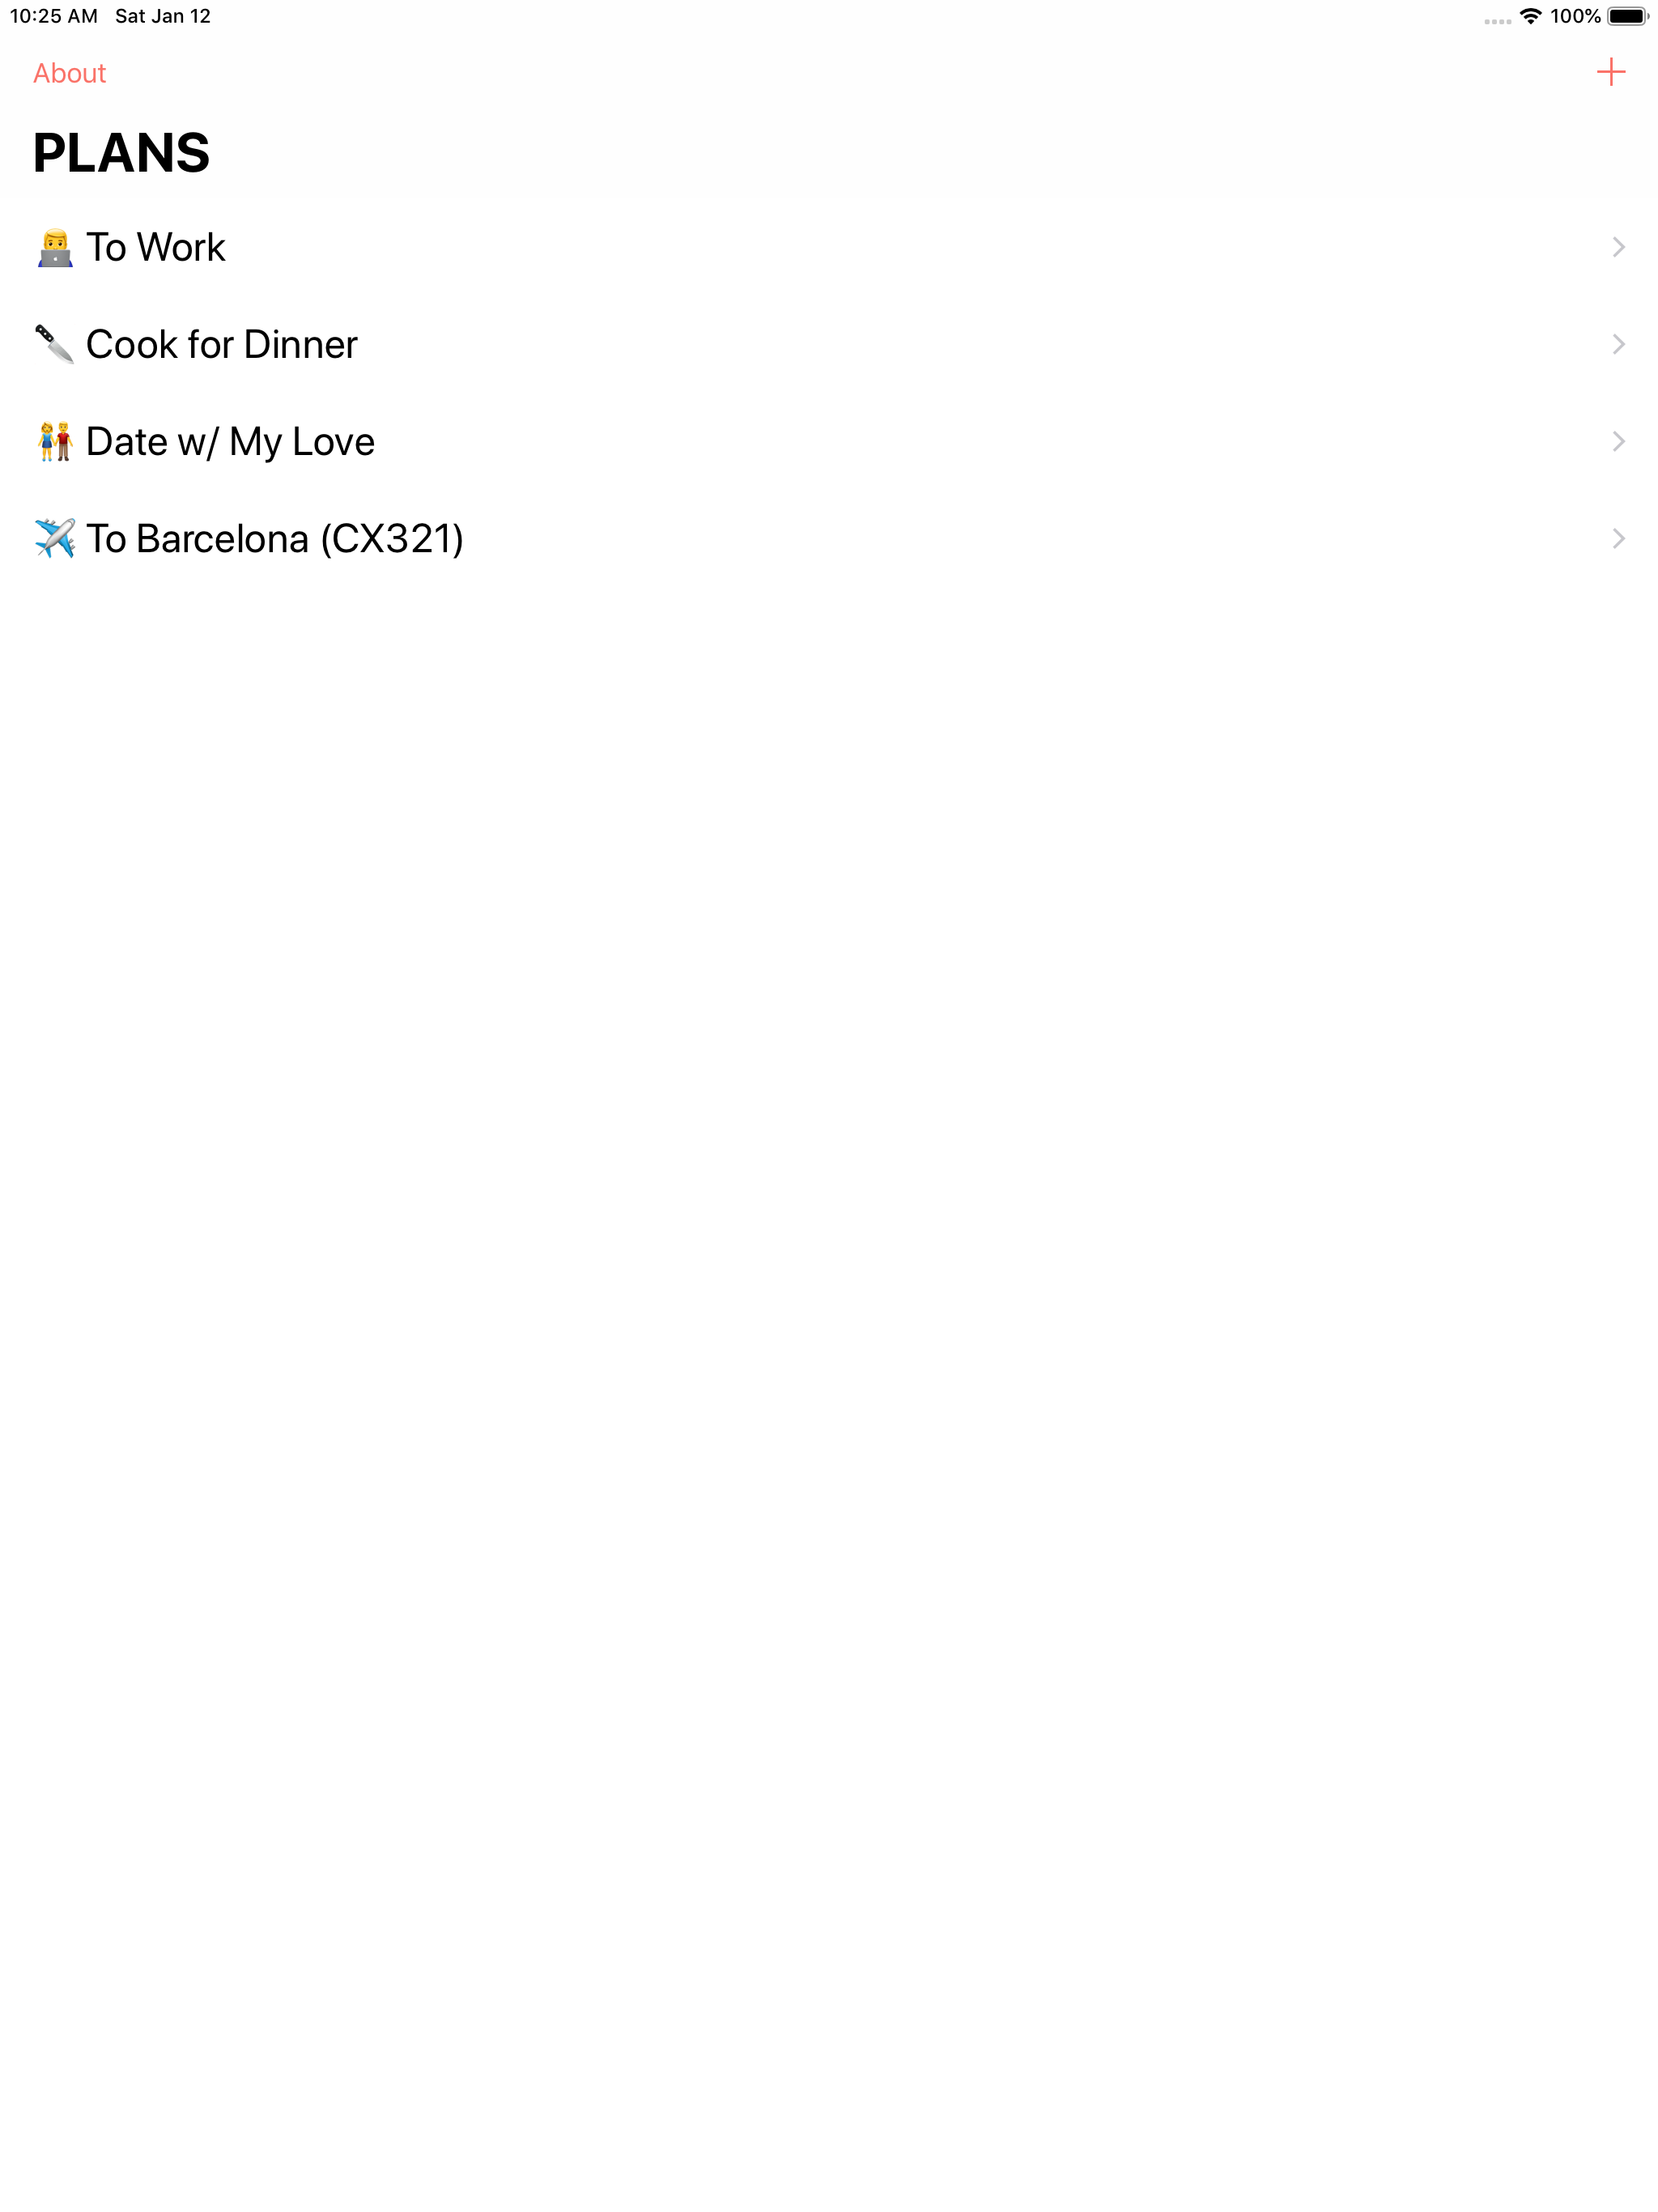 10:25 AM Sat Jan 12 100%
About
PLANS
👨‍💻 To Work
🔪 Cook for Dinner
👫 Date w/ My Love
✈️ To Barcelona (CX321)